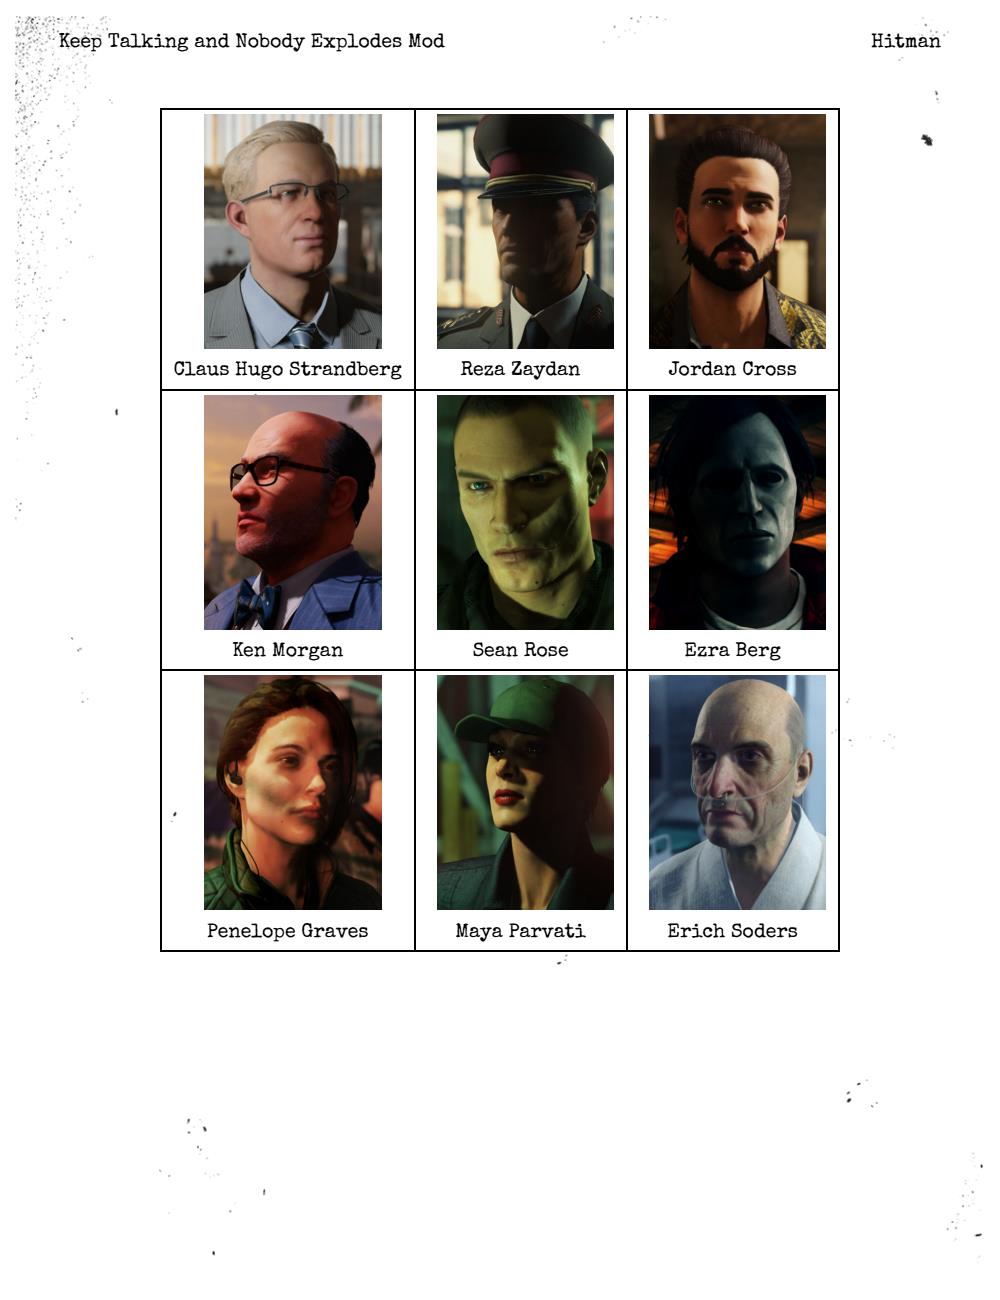 Keep Talking and Nobody Explodes Mod
Hitman
Claus Hugo Strandberg
Reza Zaydan
Jordan Cross
Ken Morgan
Sean Rose
Ezra Berg
Penelope Graves
Maya Parvati
Erich Soders